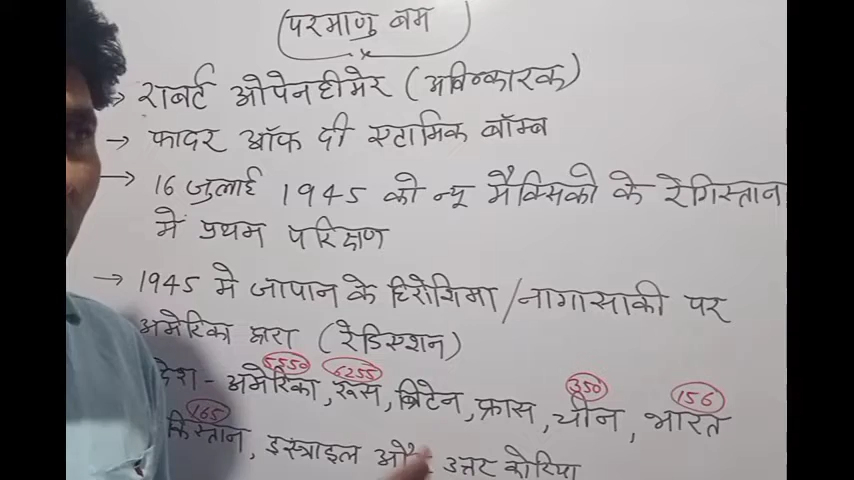 परमाणु बम
→ राबर्ट ओपेनहीमेर (अविष्कारक)
→ फादर ऑफ दी एटामिक बॉम्ब
→ 16 जुलाई 1945 को न्यू मैक्सिको के रेगिस्तान
में प्रथम परिक्षण
→ 1945 मे जापान के हिरोशिमा/नागासाकी पर
अमेरिका द्वारा (रेडिएशन)
5550 6255 350 156
देश - अमेरिका, रूस, ब्रिटेन, फ्रास, चीन, भारत
165
किस्तान, इस्त्राइल और उत्तर कोरिया